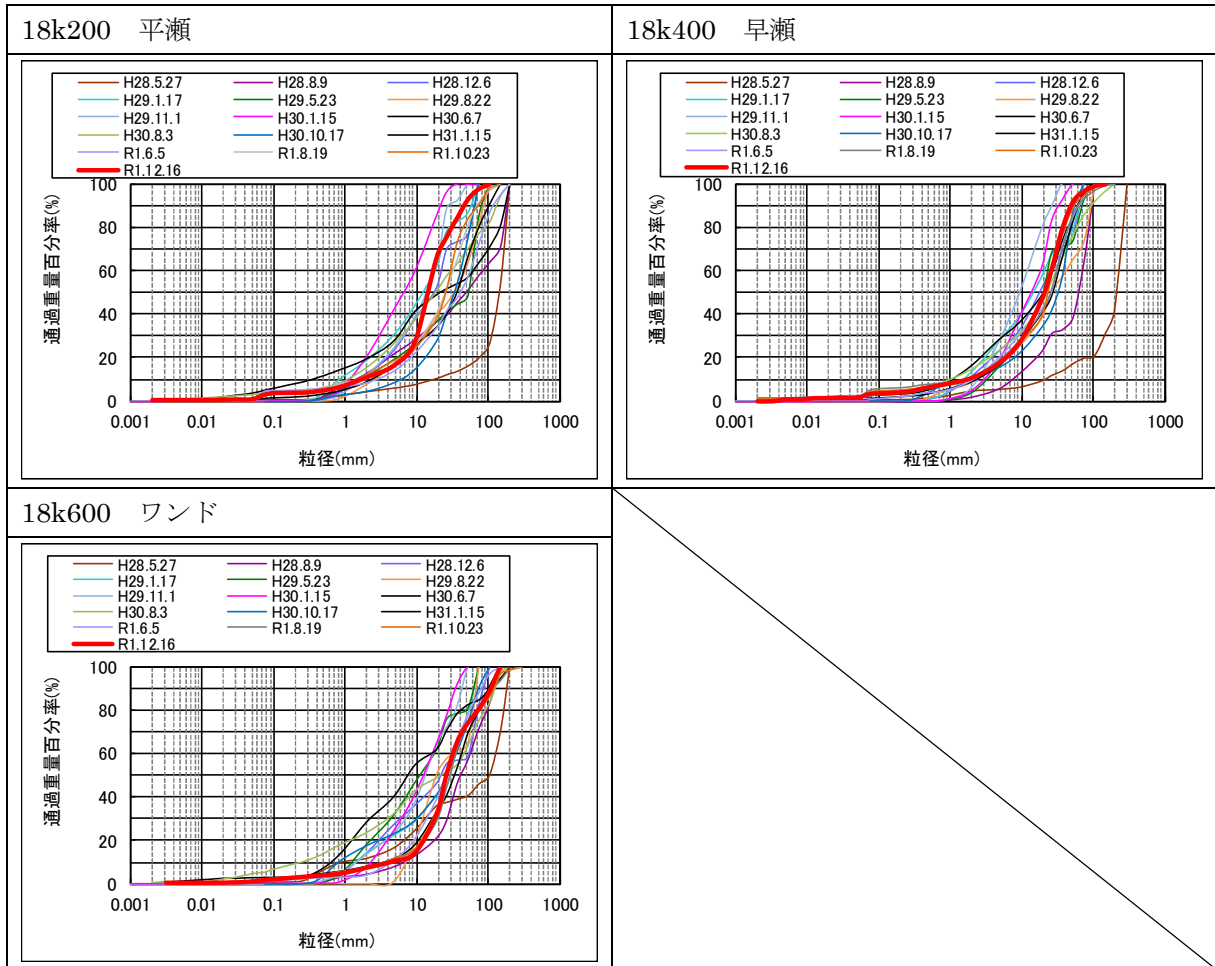 18k200 平瀬
H28.5.27 H28.8.9 H28.12.6
H29.1.17 H29.5.23 H29.8.22
H29.11.1 H30.1.15 H30.6.7
H30.8.3 H30.10.17 H31.1.15
R1.6.5 R1.8.19 R1.10.23
R1.12.16
通過重量百分率(%)
100
80
60
40
20
0
0.001 0.01 0.1 1 10 100 1000
粒径(mm)
18k400 早瀬
H28.5.27 H28.8.9 H28.12.6
H29.1.17 H29.5.23 H29.8.22
H29.11.1 H30.1.15 H30.6.7
H30.8.3 H30.10.17 H31.1.15
R1.6.5 R1.8.19 R1.10.23
R1.12.16
通過重量百分率(%)
100
80
60
40
20
0
0.001 0.01 0.1 1 10 100 1000
粒径(mm)
18k600 ワンド
H28.5.27 H28.8.9 H28.12.6
H29.1.17 H29.5.23 H29.8.22
H29.11.1 H30.1.15 H30.6.7
H30.8.3 H30.10.17 H31.1.15
R1.6.5 R1.8.19 R1.10.23
R1.12.16
通過重量百分率(%)
100
80
60
40
20
0
0.001 0.01 0.1 1 10 100 1000
粒径(mm)